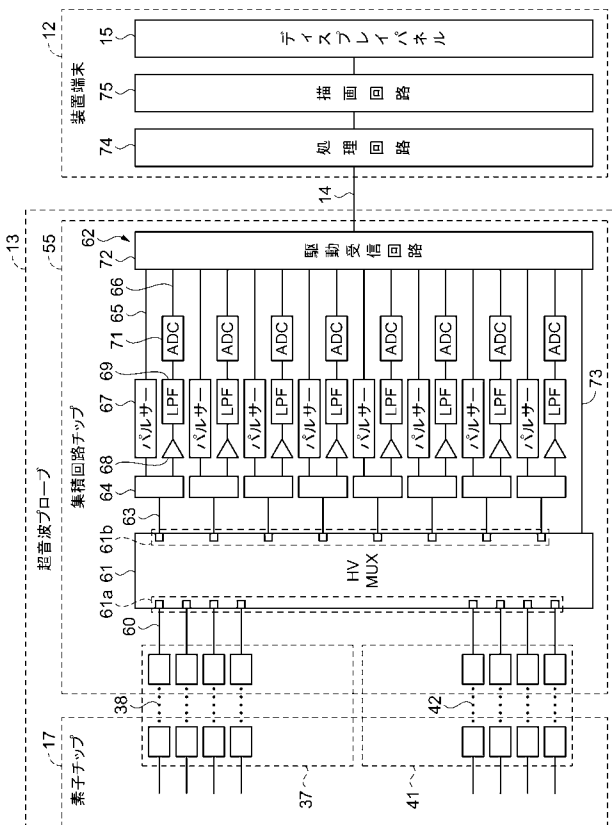 12
装置端末
15
ディスプレイパネル
75
描画回路
74
処理回路
14
13
超音波プローブ
55
集積回路チップ
62
72
駆動受信回路
66
65
71
ADC
ADC
ADC
ADC
ADC
ADC
ADC
ADC
69
67
パルサー
LPF
パルサー
LPF
パルサー
LPF
パルサー
LPF
パルサー
LPF
パルサー
LPF
パルサー
LPF
パルサー
LPF
73
68
64
63
61b
61
HV
MUX
61a
60
38
42
17
素子チップ
37
41